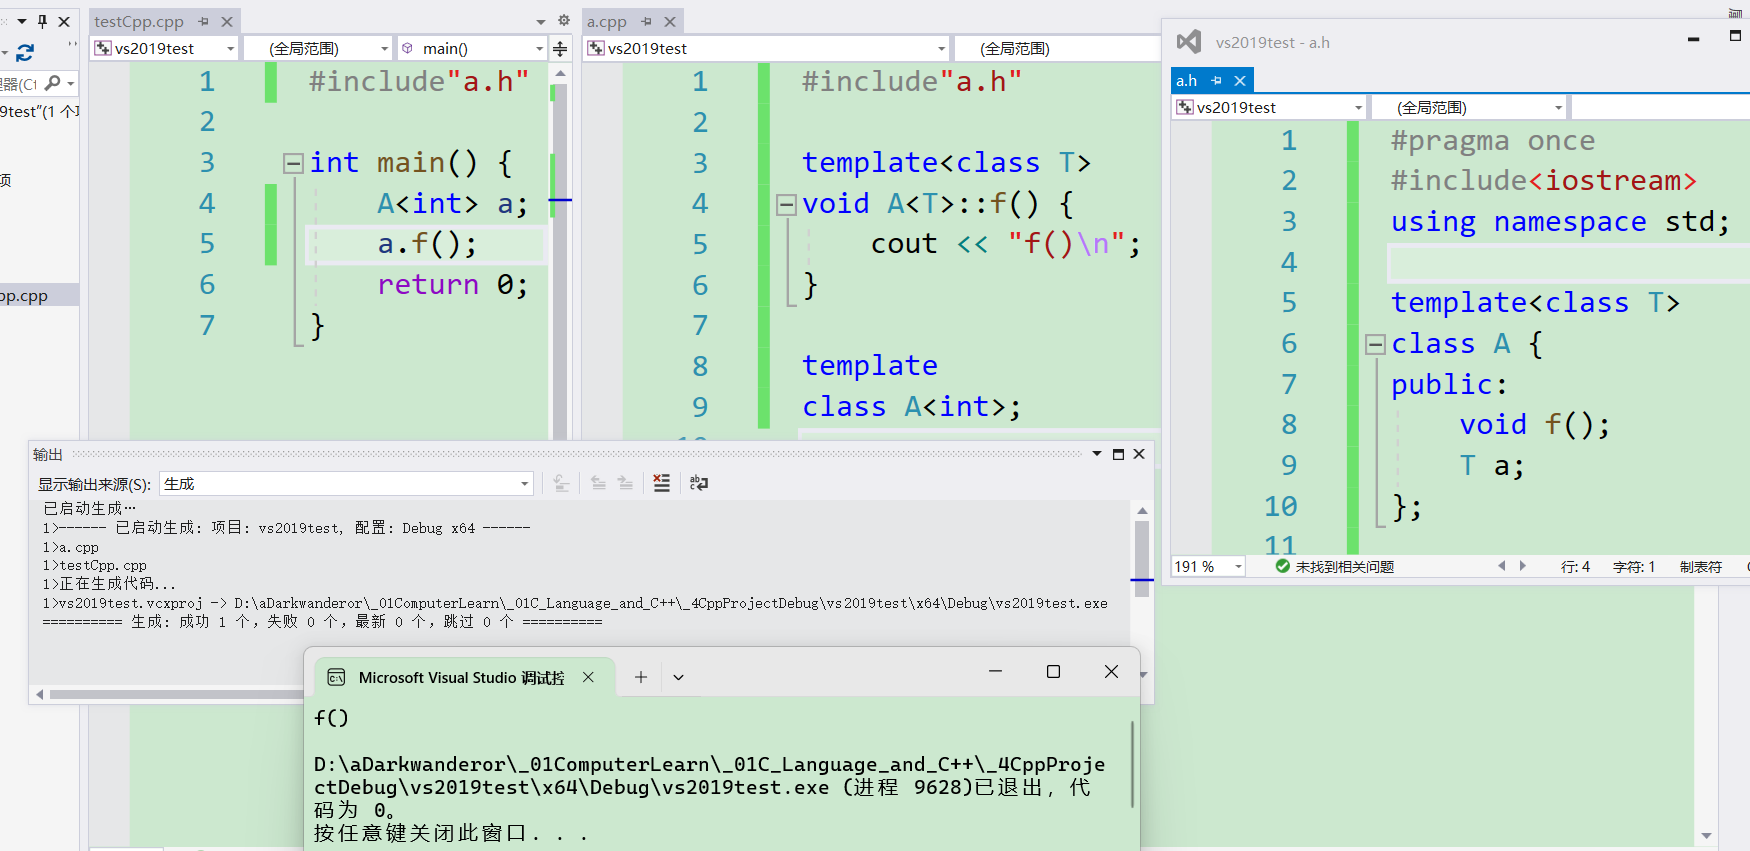 testCpp.cpp
vs2019test
(全局范围)
main()
1 #include"a.h"
2
3 int main() {
4 A<int> a;
5 a.f();
6 return 0;
7 }
a.cpp
vs2019test
(全局范围)
1 #include"a.h"
2
3 template<class T>
4 void A<T>::f() {
5 cout << "f()\n";
6 }
7
8 template
9 class A<int>;
vs2019test - a.h
a.h
vs2019test
(全局范围)
1 #pragma once
2 #include<iostream>
3 using namespace std;
4
5 template<class T>
6 class A {
7 public:
8 void f();
9 T a;
10 };
11
191 %
未找到相关问题
行: 4
字符: 1
制表符
9test"(1 个
项
pp.cpp
输出
显示输出来源(S):
生成
已启动生成…
1>------ 已启动生成: 项目: vs2019test, 配置: Debug x64 ------
1>a.cpp
1>testCpp.cpp
1>正在生成代码...
1>vs2019test.vcxproj -> D:\aDarkwanderor\_01ComputerLearn\_01C_Language_and_C++\_4CppProjectDebug\vs2019test\x64\Debug\vs2019test.exe
========== 生成: 成功 1 个，失败 0 个，最新 0 个，跳过 0 个 ==========
Microsoft Visual Studio 调试控
f()
D:\aDarkwanderor\_01ComputerLearn\_01C_Language_and_C++\_4CppProje
ctDebug\vs2019test\x64\Debug\vs2019test.exe (进程 9628)已退出，代
码为 0。
按任意键关闭此窗口. . .